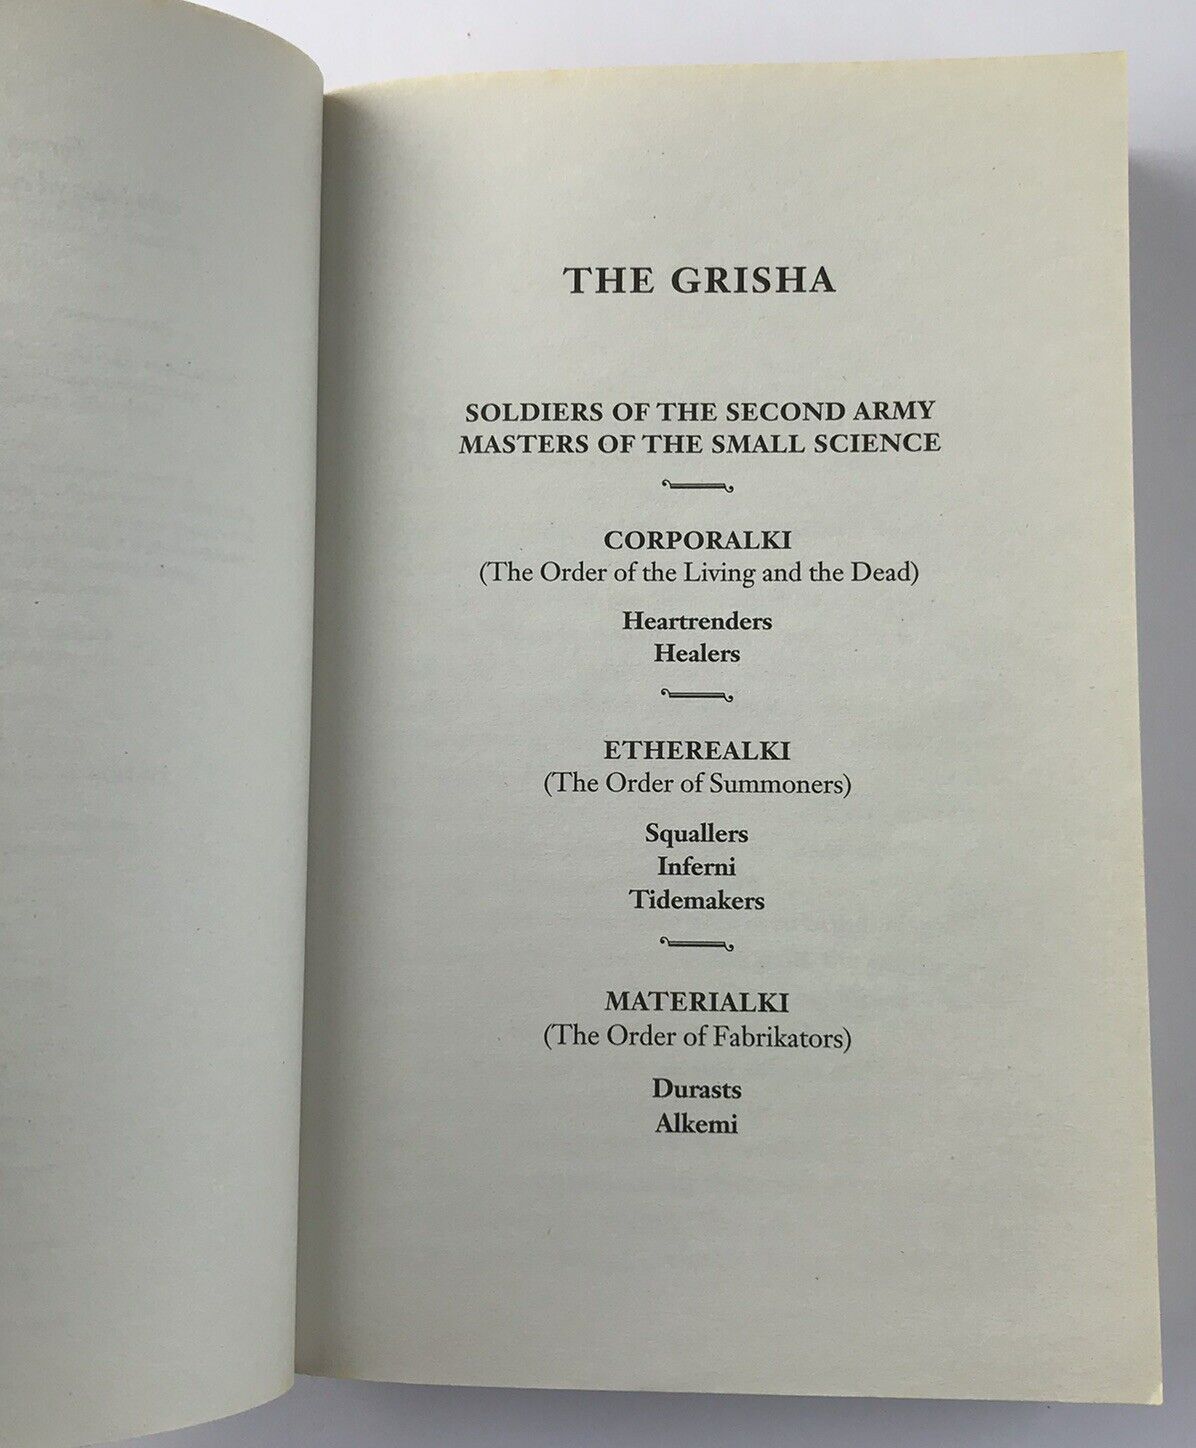 THE GRISHA
SOLDIERS OF THE SECOND ARMY
MASTERS OF THE SMALL SCIENCE
CORPORALKI
(The Order of the Living and the Dead)
Heartrenders
Healers
ETHEREALKI
(The Order of Summoners)
Squallers
Inferni
Tidemakers
MATERIALKI
(The Order of Fabrikators)
Durasts
Alkemi